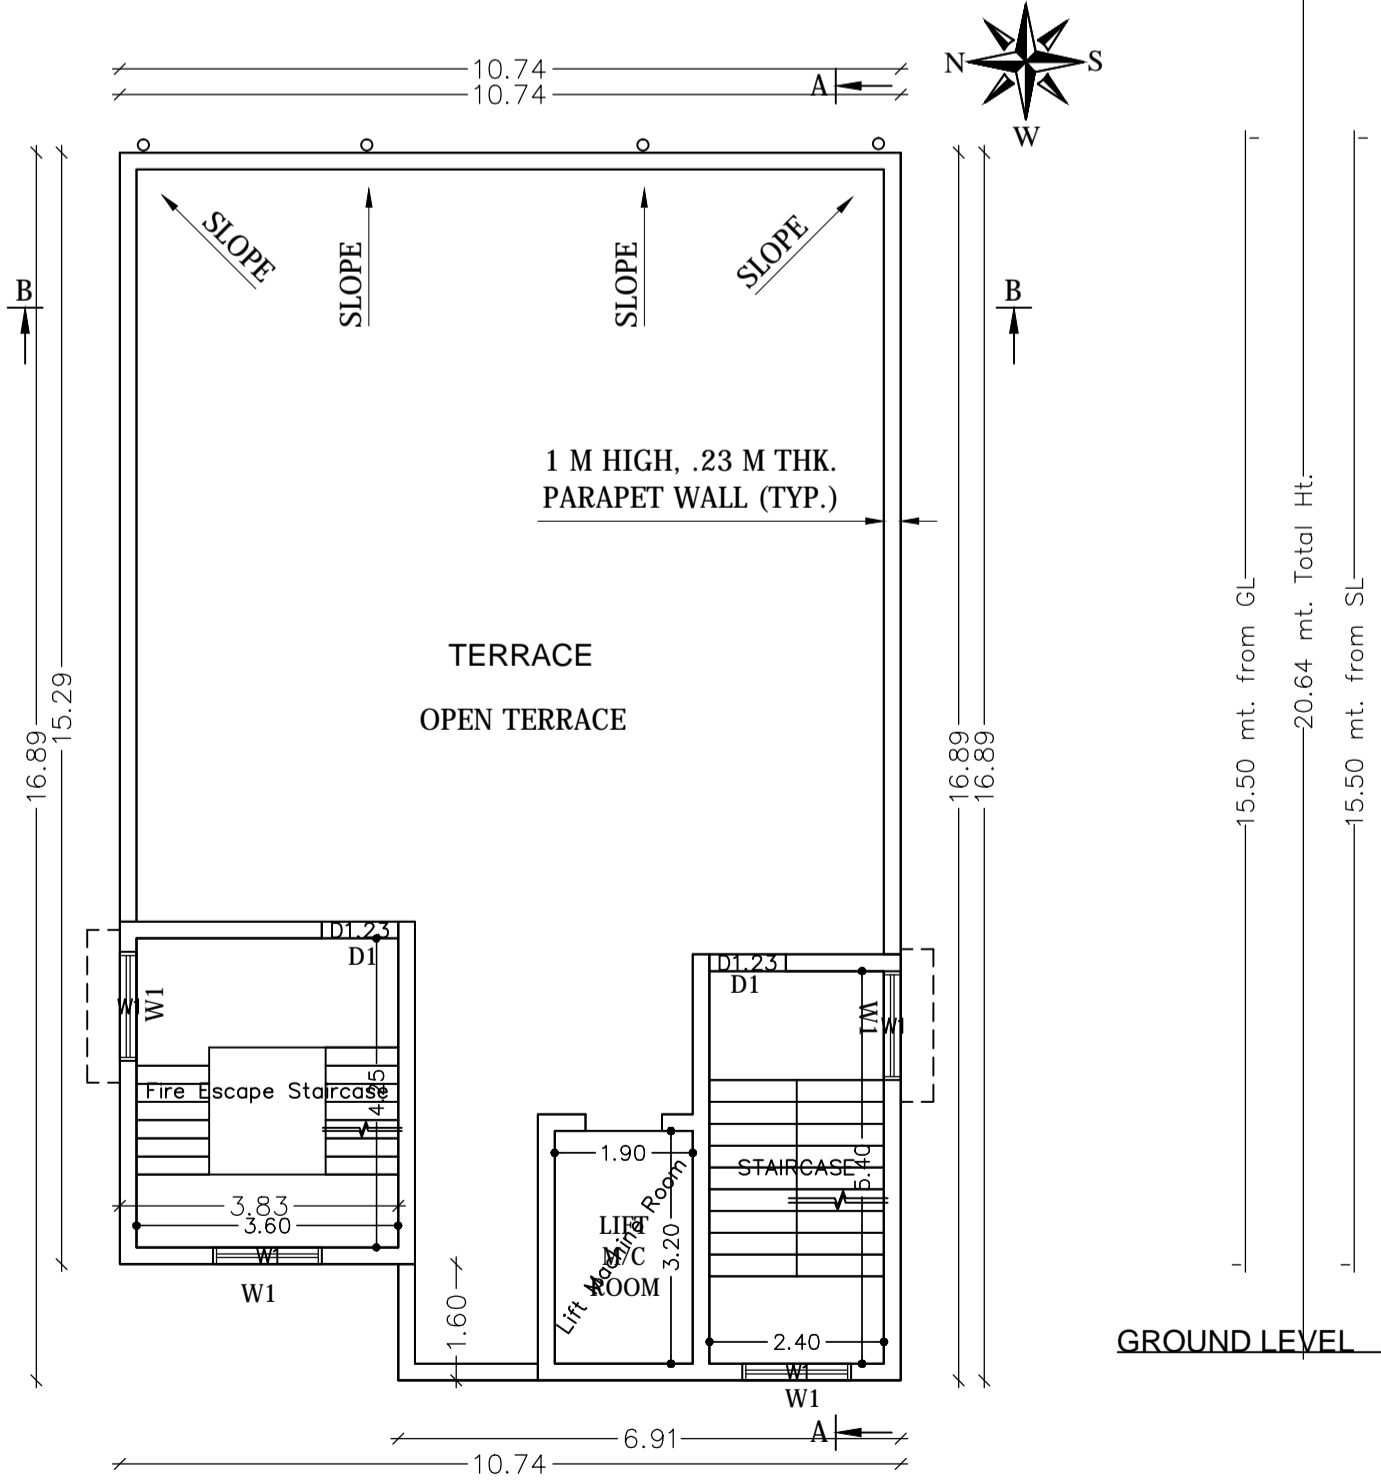 10.74
10.74
A
N
S
W
SLOPE
SLOPE
SLOPE
SLOPE
B
B
1 M HIGH, .23 M THK.
PARAPET WALL (TYP.)
15.50 mt. from GL
20.64 mt. Total Ht.
15.50 mt. from SL
TERRACE
OPEN TERRACE
16.89
15.29
16.89
16.89
D1.23
D1
D1.23
D1
W1
W1
W1
W1
Fire Escape Staircase
4.25
1.90
STAIRCASE
5.40
3.83
3.60
Lift Machine Room
LIFT
M/C
ROOM
3.20
W1
W1
1.60
2.40
W1
W1
GROUND LEVEL
6.91
A
10.74